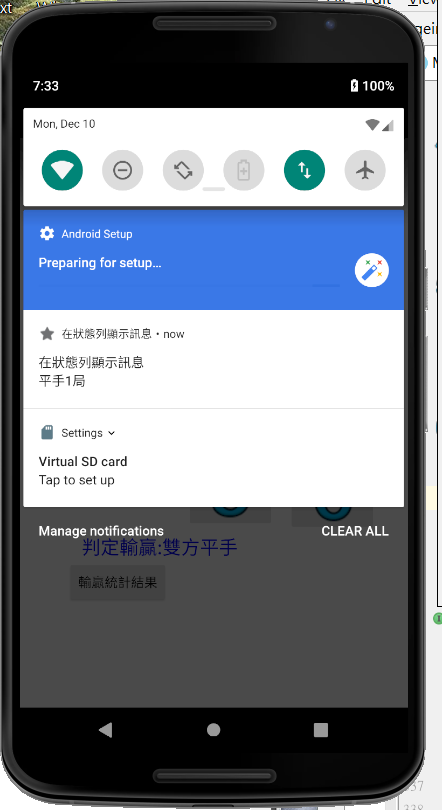 xt
Edit
View
7:33
100%
Mon, Dec 10
Android Setup
Preparing for setup…
在狀態列顯示訊息 • now
在狀態列顯示訊息
平手1局
Settings
Virtual SD card
Tap to set up
Manage notifications
CLEAR ALL
判定輸贏:雙方平手
輸贏統計結果
337
338